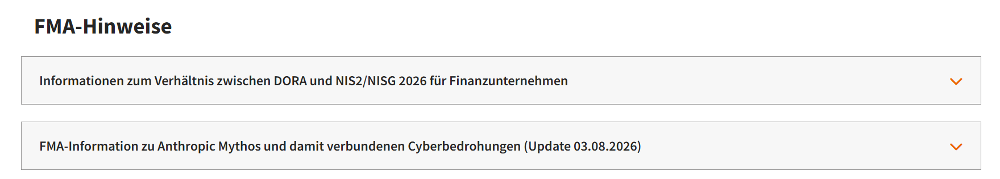 FMA-Hinweise
Informationen zum Verhältnis zwischen DORA und NIS2/NISG 2026 für Finanzunternehmen
FMA-Information zu Anthropic Mythos und damit verbundenen Cyberbedrohungen (Update 03.08.2026)